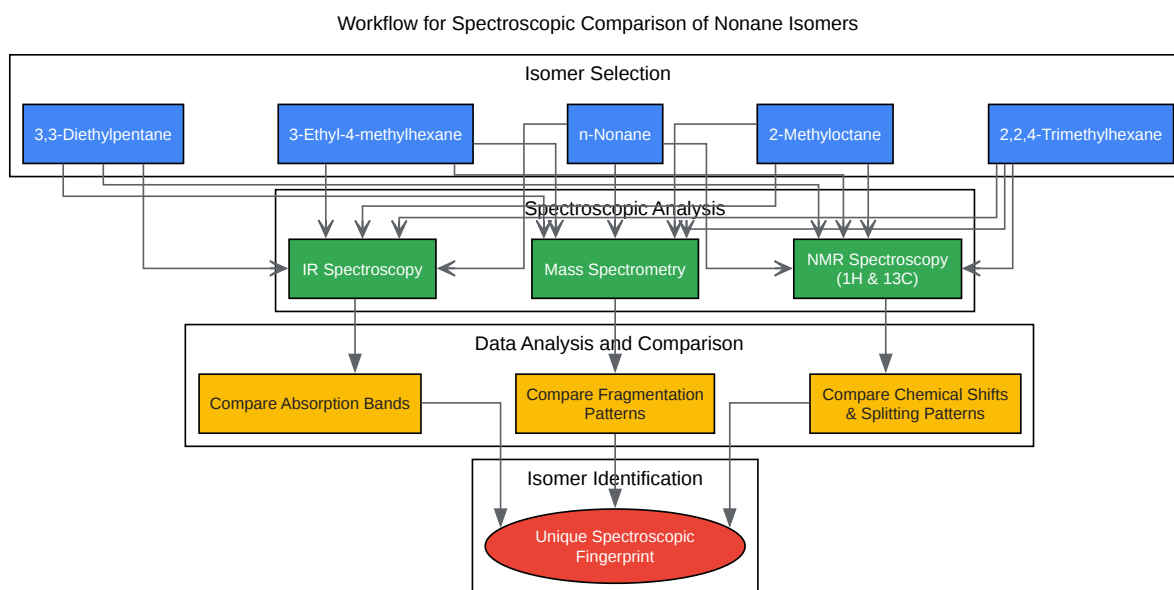 Workflow for Spectroscopic Comparison of Nonane Isomers
Isomer Selection
3,3-Diethylpentane
3-Ethyl-4-methylhexane
n-Nonane
2-Methyloctane
2,2,4-Trimethylhexane
Spectroscopic Analysis
IR Spectroscopy
Mass Spectrometry
NMR Spectroscopy
(1H & 13C)
Data Analysis and Comparison
Compare Absorption Bands
Compare Fragmentation
Patterns
Compare Chemical Shifts
& Splitting Patterns
Isomer Identification
Unique Spectroscopic
Fingerprint